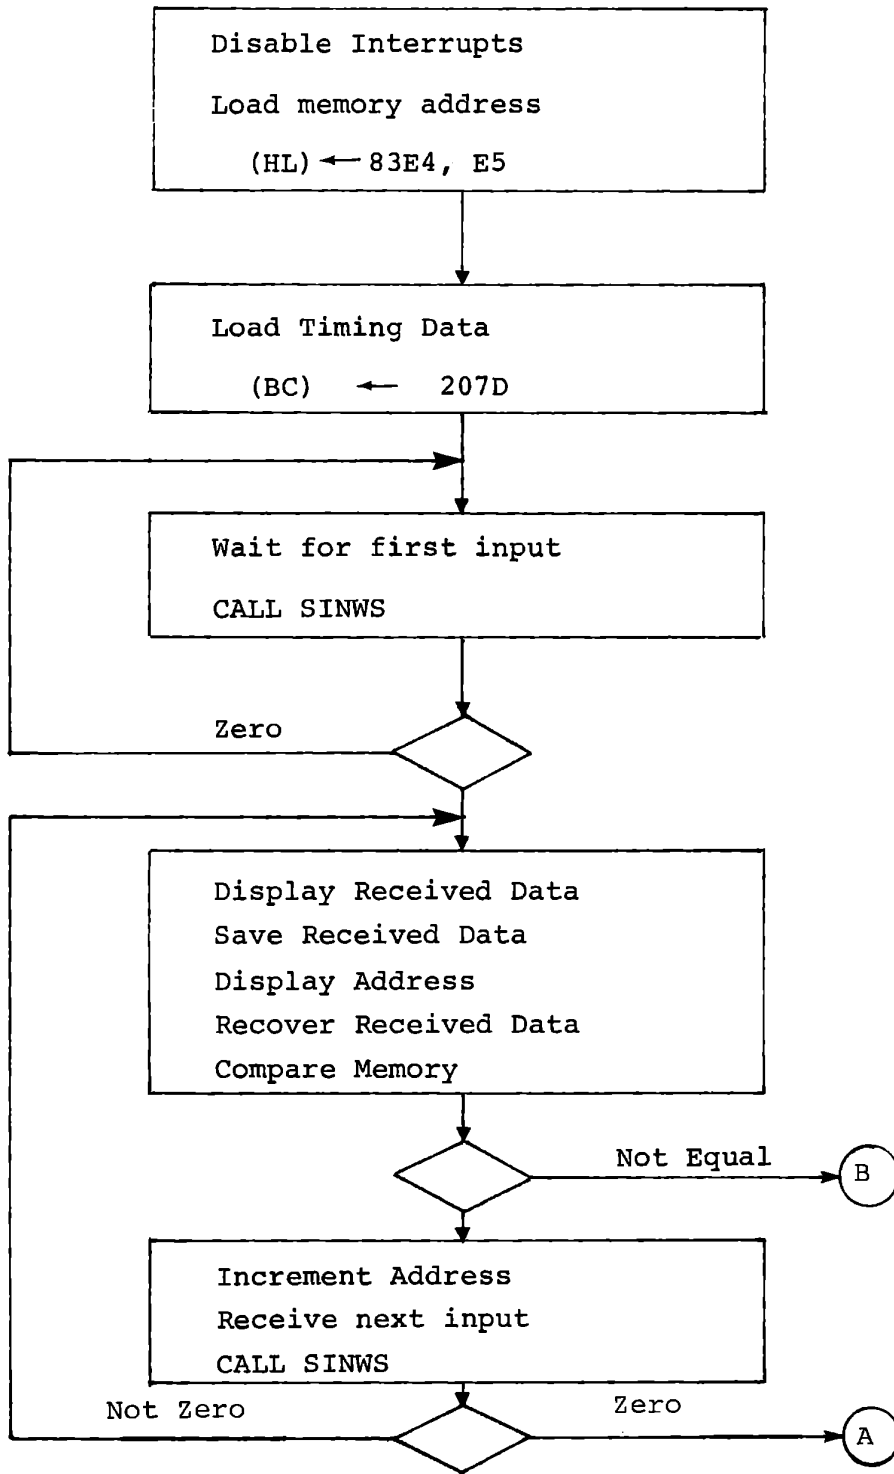 Disable Interrupts
Load memory address
(HL) ← 83E4, E5
Load Timing Data
(BC) ← 207D
Wait for first input
CALL SINWS
Zero
Display Received Data
Save Received Data
Display Address
Recover Received Data
Compare Memory
Not Equal
B
Increment Address
Receive next input
CALL SINWS
Not Zero
Zero
A